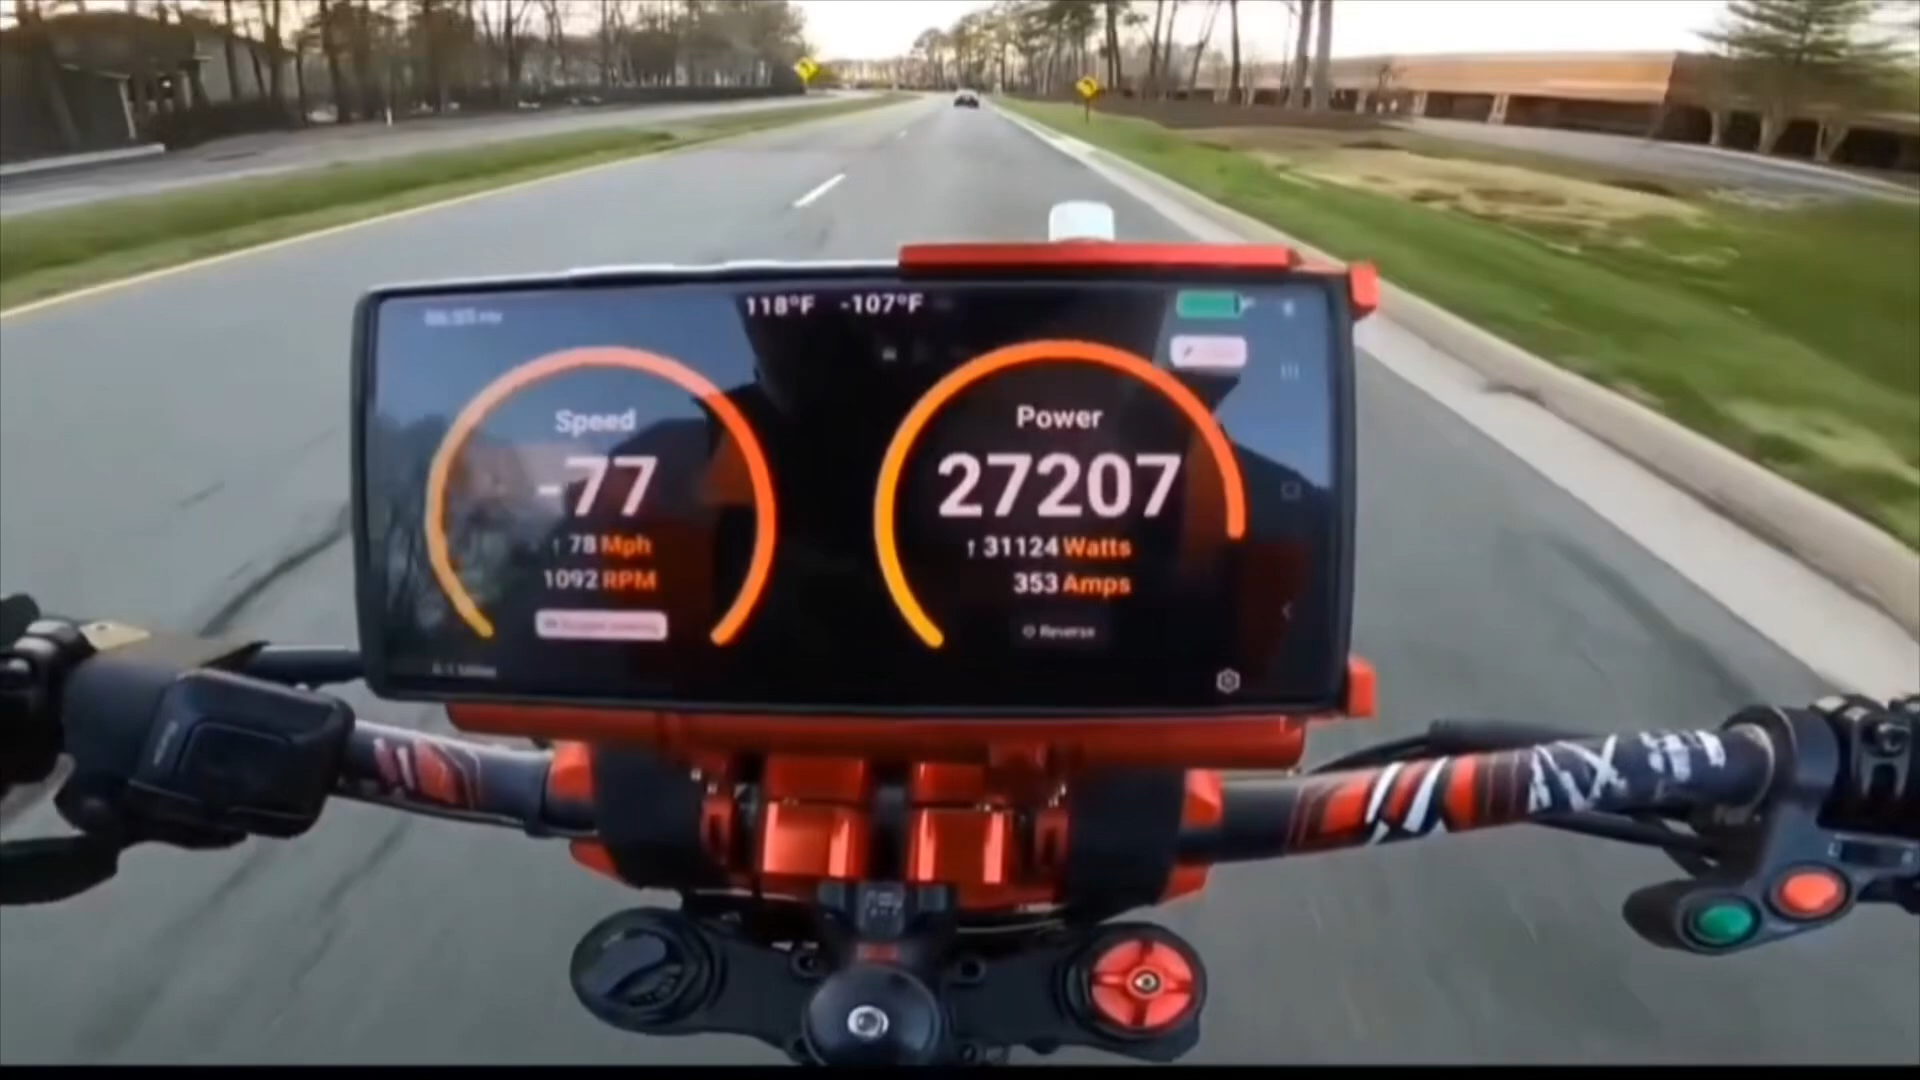 118°F -107°F
Speed
-77
↑ 78 Mph
1092 RPM
Power
27207
↑ 31124 Watts
353 Amps
Reverse